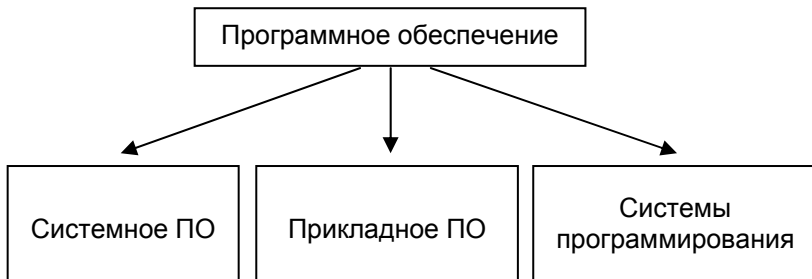 Программное обеспечение
Системное ПО
Прикладное ПО
Системы
программирования